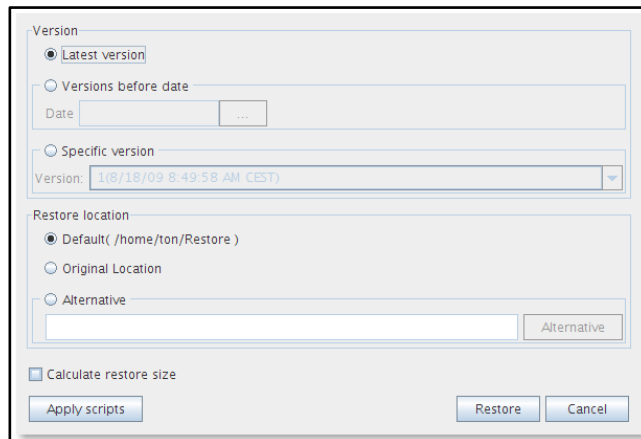 Version
Latest version
Versions before date
Date ...
Specific version
Version: 1(8/18/09 8:49:58 AM CEST)
Restore location
Default( /home/ton/Restore )
Original Location
Alternative
Alternative
Calculate restore size
Apply scripts Restore Cancel